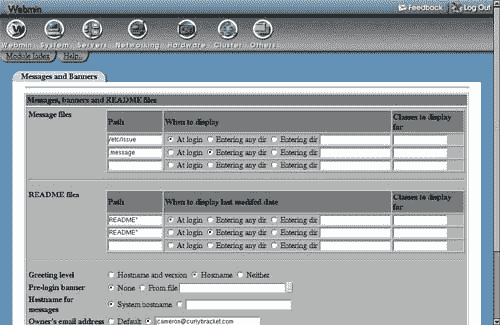 Webmin
Feedback Log Out
Webmin System Servers Networking Hardware Cluster Others
Module Index Help..
Messages and Banners
Messages, banners and README files
Message files
Path When to display Classes to display for
/etc/issue At login Entering any dir Entering dir
.message At login Entering any dir Entering dir
At login Entering any dir Entering dir
README files
Path When to display last modifed date Classes to display for
README* At login Entering any dir Entering dir
README* At login Entering any dir Entering dir
At login Entering any dir Entering dir
Greeting level Hostname and version Hostname Neither
Pre-login banner None From file ...
Hostname for messages System hostname
Owner's email address Default cameron@curlybracket.com